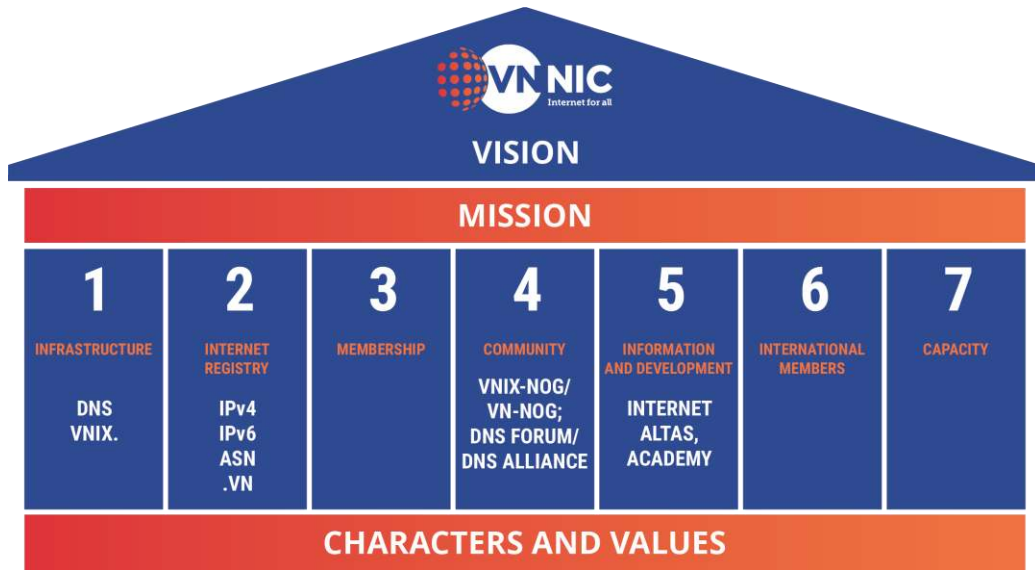 VN NIC
Internet for all
VISION
MISSION
1
INFRASTRUCTURE
DNS
VNIX.
2
INTERNET
REGISTRY
IPv4
IPv6
ASN
.VN
3
MEMBERSHIP
4
COMMUNITY
VNIX-NOG/
VN-NOG;
DNS FORUM/
DNS ALLIANCE
5
INFORMATION
AND DEVELOPMENT
INTERNET
ALTAS,
ACADEMY
6
INTERNATIONAL
MEMBERS
7
CAPACITY
CHARACTERS AND VALUES